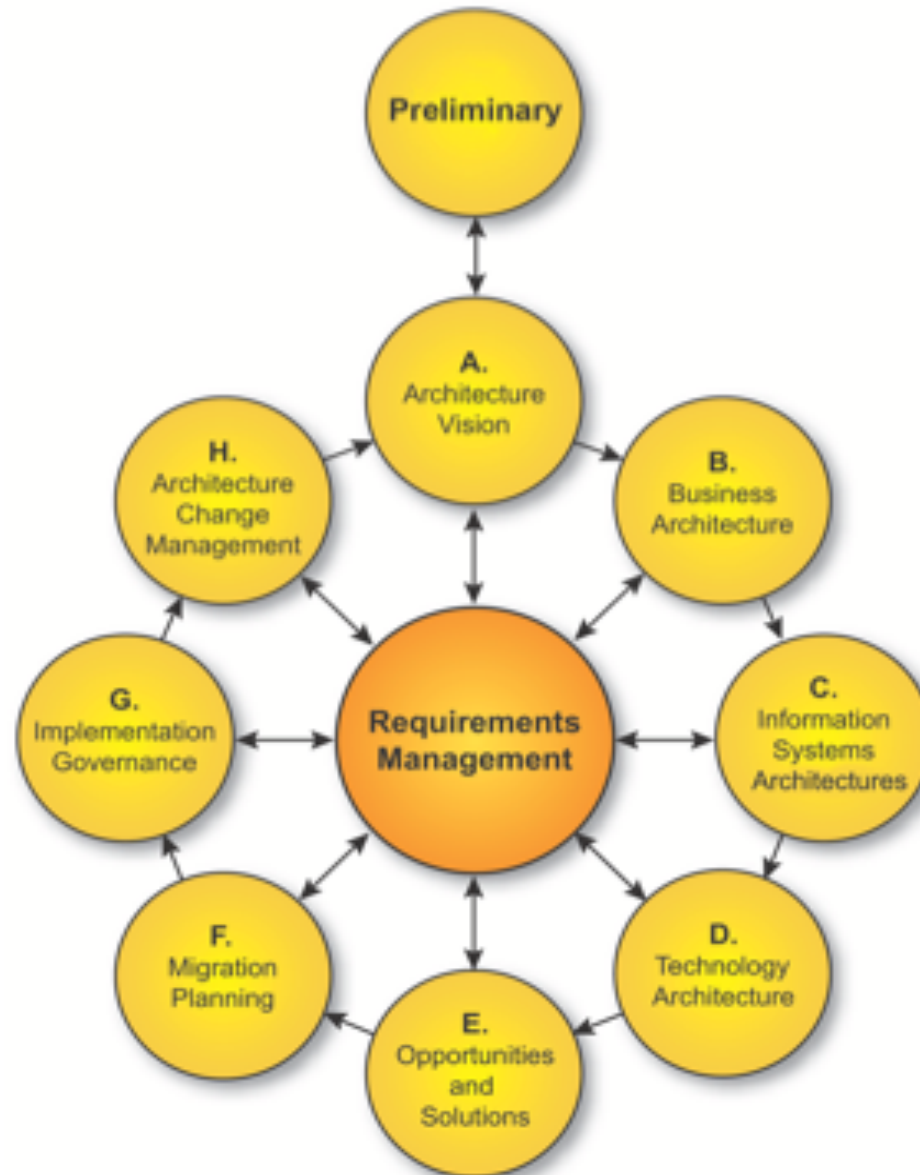 Preliminary
A.
Architecture
Vision
B.
Business
Architecture
C.
Information
Systems
Architectures
D.
Technology
Architecture
E.
Opportunities
and
Solutions
F.
Migration
Planning
G.
Implementation
Governance
H.
Architecture
Change
Management
Requirements
Management